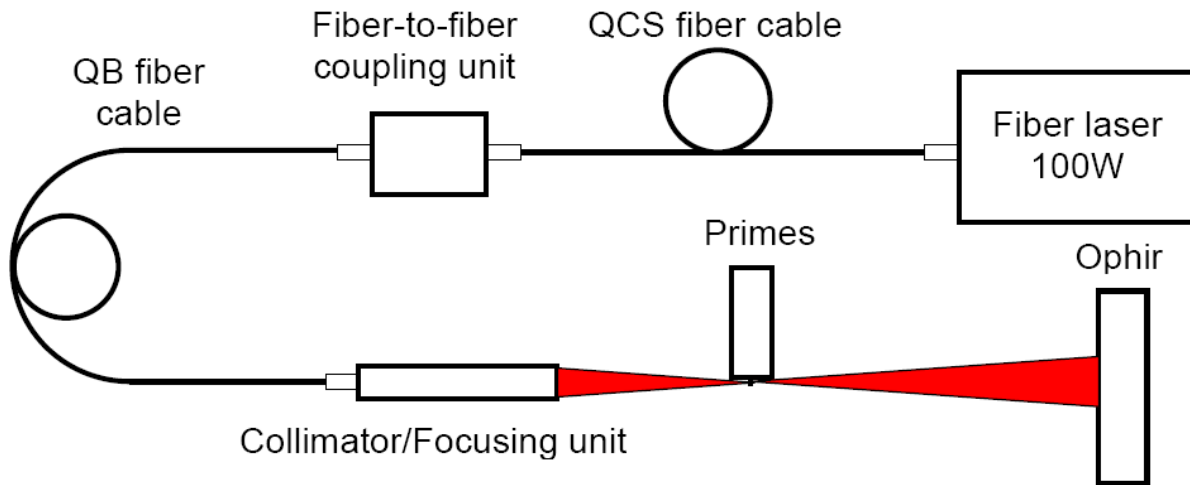 Fiber-to-fiber
coupling unit
QCS fiber cable
QB fiber
cable
Fiber laser
100W
Primes
Ophir
Collimator/Focusing unit